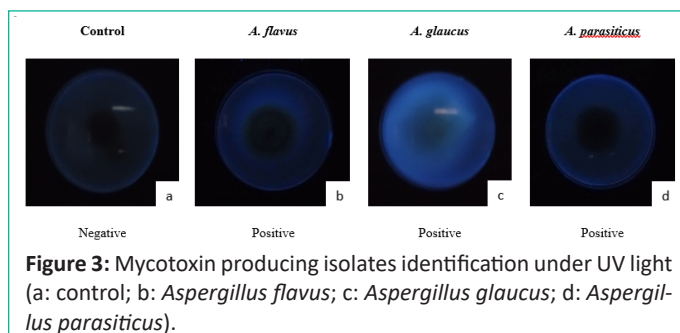 Control A. flavus A. glaucus A. parasiticus
a b c d
Negative Positive Positive Positive
Figure 3: Mycotoxin producing isolates identification under UV light
(a: control; b: Aspergillus flavus; c: Aspergillus glaucus; d: Aspergil-
lus parasiticus).